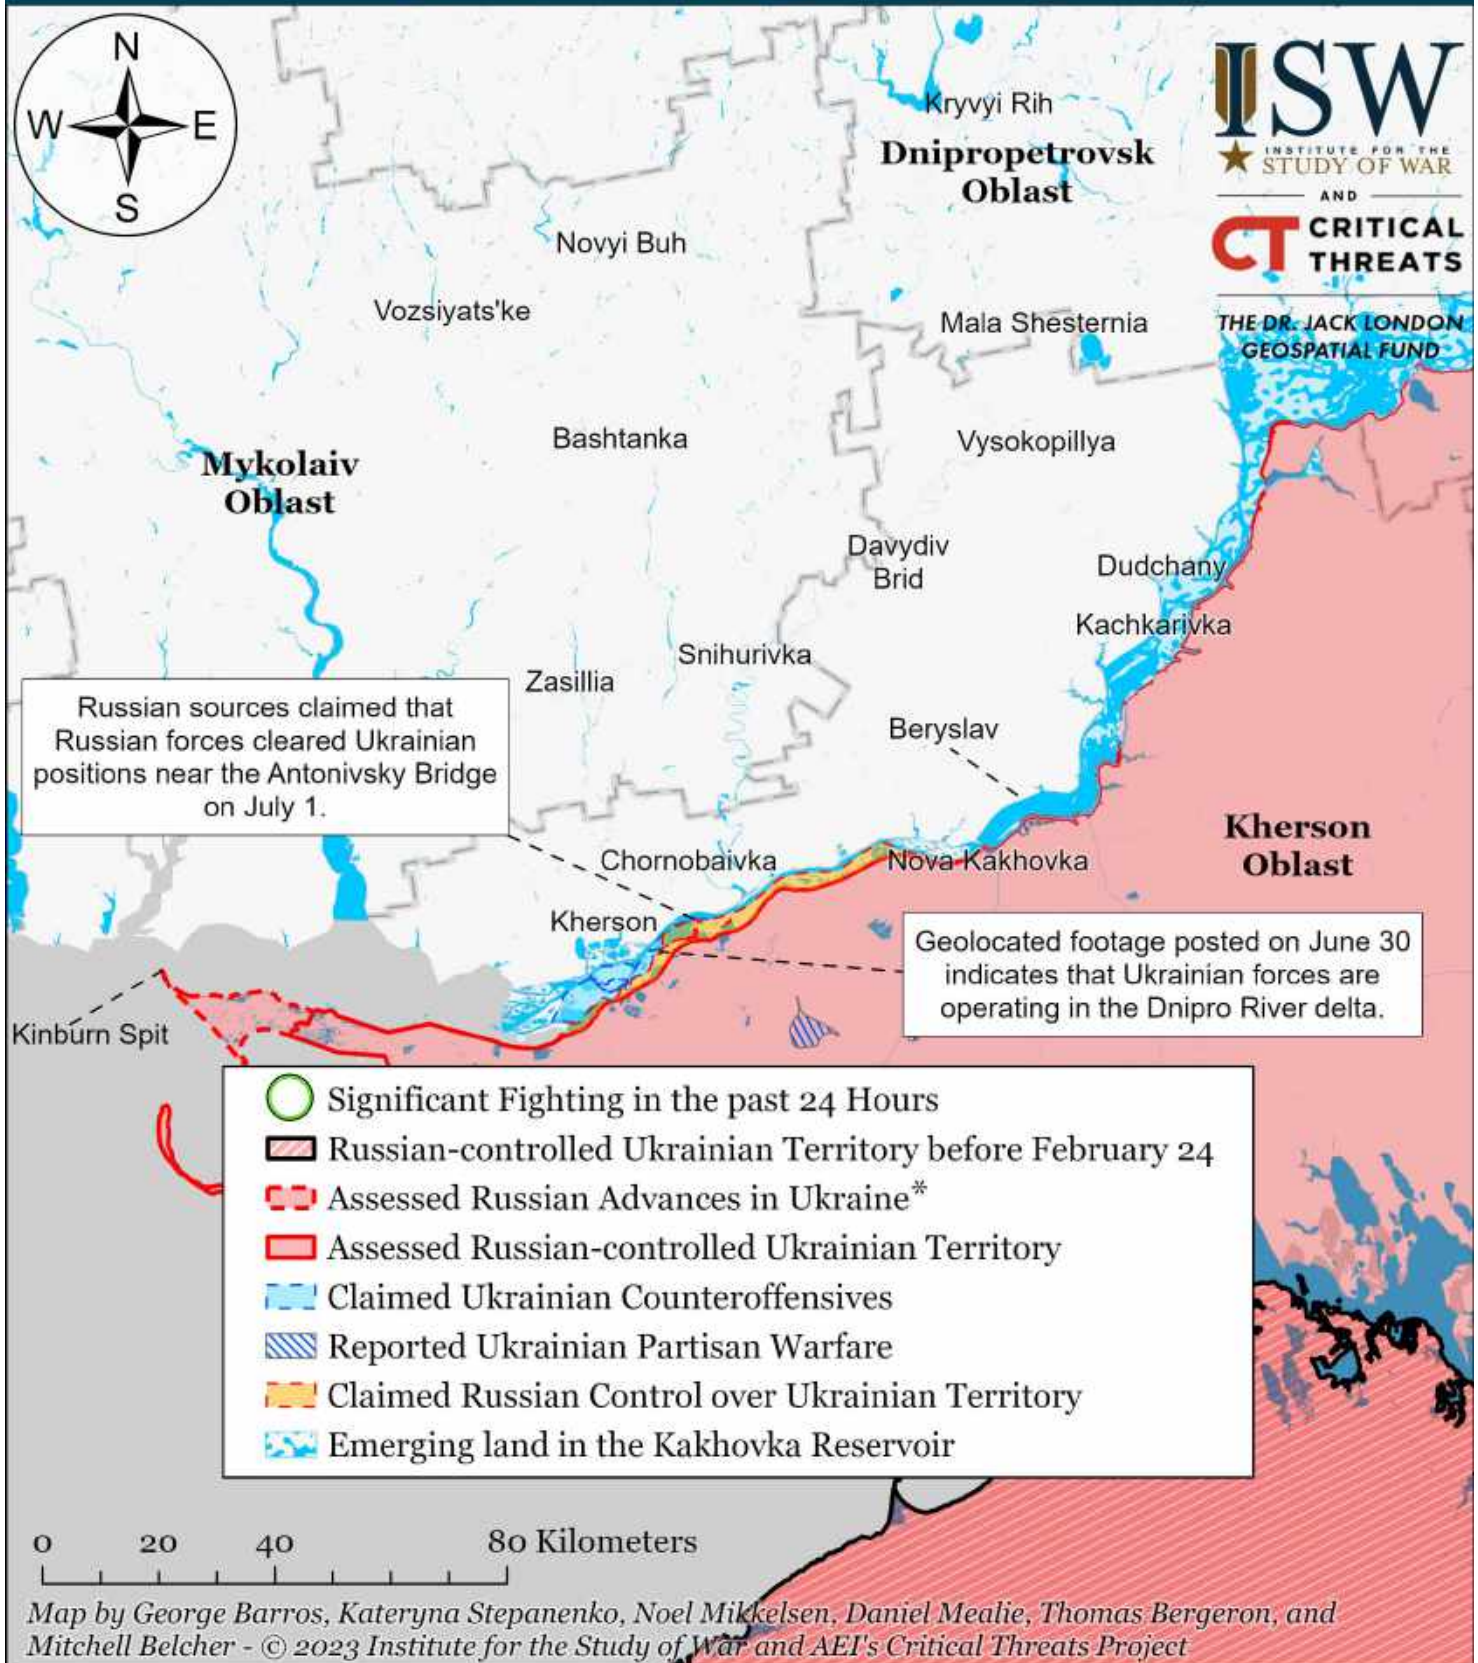 N
W
E
S
Kryvyi Rih
Dnipropetrovsk
Oblast
ISW
INSTITUTE FOR THE
STUDY OF WAR
AND
CT CRITICAL
THREATS
THE DR. JACK LONDON
GEOSPATIAL FUND
Novyi Buh
Vozsiyats'ke
Mala Shesternia
Bashtanka
Vysokopillya
Mykolaiv
Oblast
Davydiv
Brid
Dudchany
Kachkarivka
Snihurivka
Zasillia
Russian sources claimed that
Russian forces cleared Ukrainian
positions near the Antonivsky Bridge
on July 1.
Beryslav
Kherson
Oblast
Chornobaivka
Nova Kakhovka
Kherson
Geolocated footage posted on June 30
indicates that Ukrainian forces are
operating in the Dnipro River delta.
Kinburn Spit
Significant Fighting in the past 24 Hours
Russian-controlled Ukrainian Territory before February 24
Assessed Russian Advances in Ukraine*
Assessed Russian-controlled Ukrainian Territory
Claimed Ukrainian Counteroffensives
Reported Ukrainian Partisan Warfare
Claimed Russian Control over Ukrainian Territory
Emerging land in the Kakhovka Reservoir
0 20 40 80 Kilometers
Map by George Barros, Kateryna Stepanenko, Noel Mikkelsen, Daniel Mealie, Thomas Bergeron, and
Mitchell Belcher - © 2023 Institute for the Study of War and AEI's Critical Threats Project